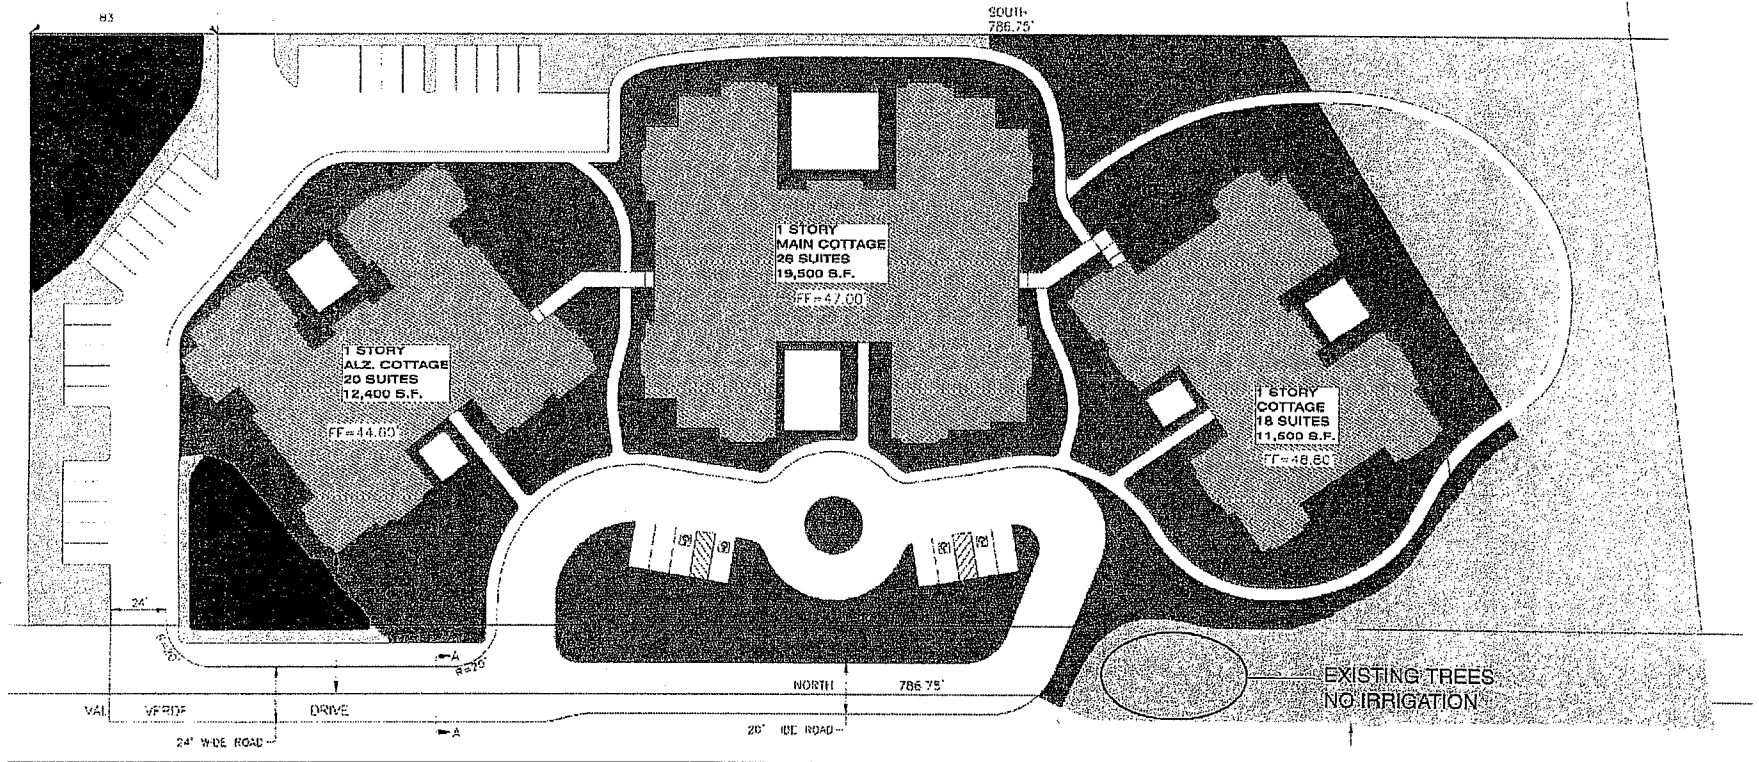 83
SOUTH
786.75'
1 STORY
MAIN COTTAGE
26 SUITES
19,500 S.F.
FF=47.00
1 STORY
ALZ. COTTAGE
20 SUITES
12,400 S.F.
FF=44.60
1 STORY
COTTAGE
18 SUITES
11,600 S.F.
FF=48.60
24'
R=20'
A
R=20'
NORTH 786.75'
EXISTING TREES
NO IRRIGATION
VAL VERDE DRIVE
A
24' WIDE ROAD
20' IDE ROAD